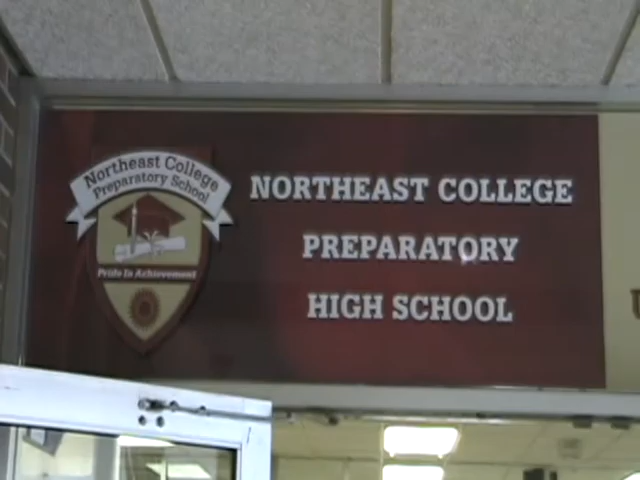 Northeast College
Preparatory School
Pride In Achievement
NORTHEAST COLLEGE
PREPARATORY
HIGH SCHOOL